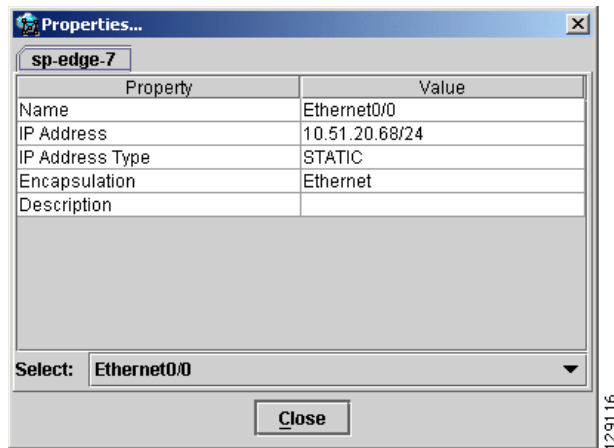 Properties...
sp-edge-7
Property Value
Name Ethernet0/0
IP Address 10.51.20.68/24
IP Address Type STATIC
Encapsulation Ethernet
Description
Select: Ethernet0/0
Close
129116